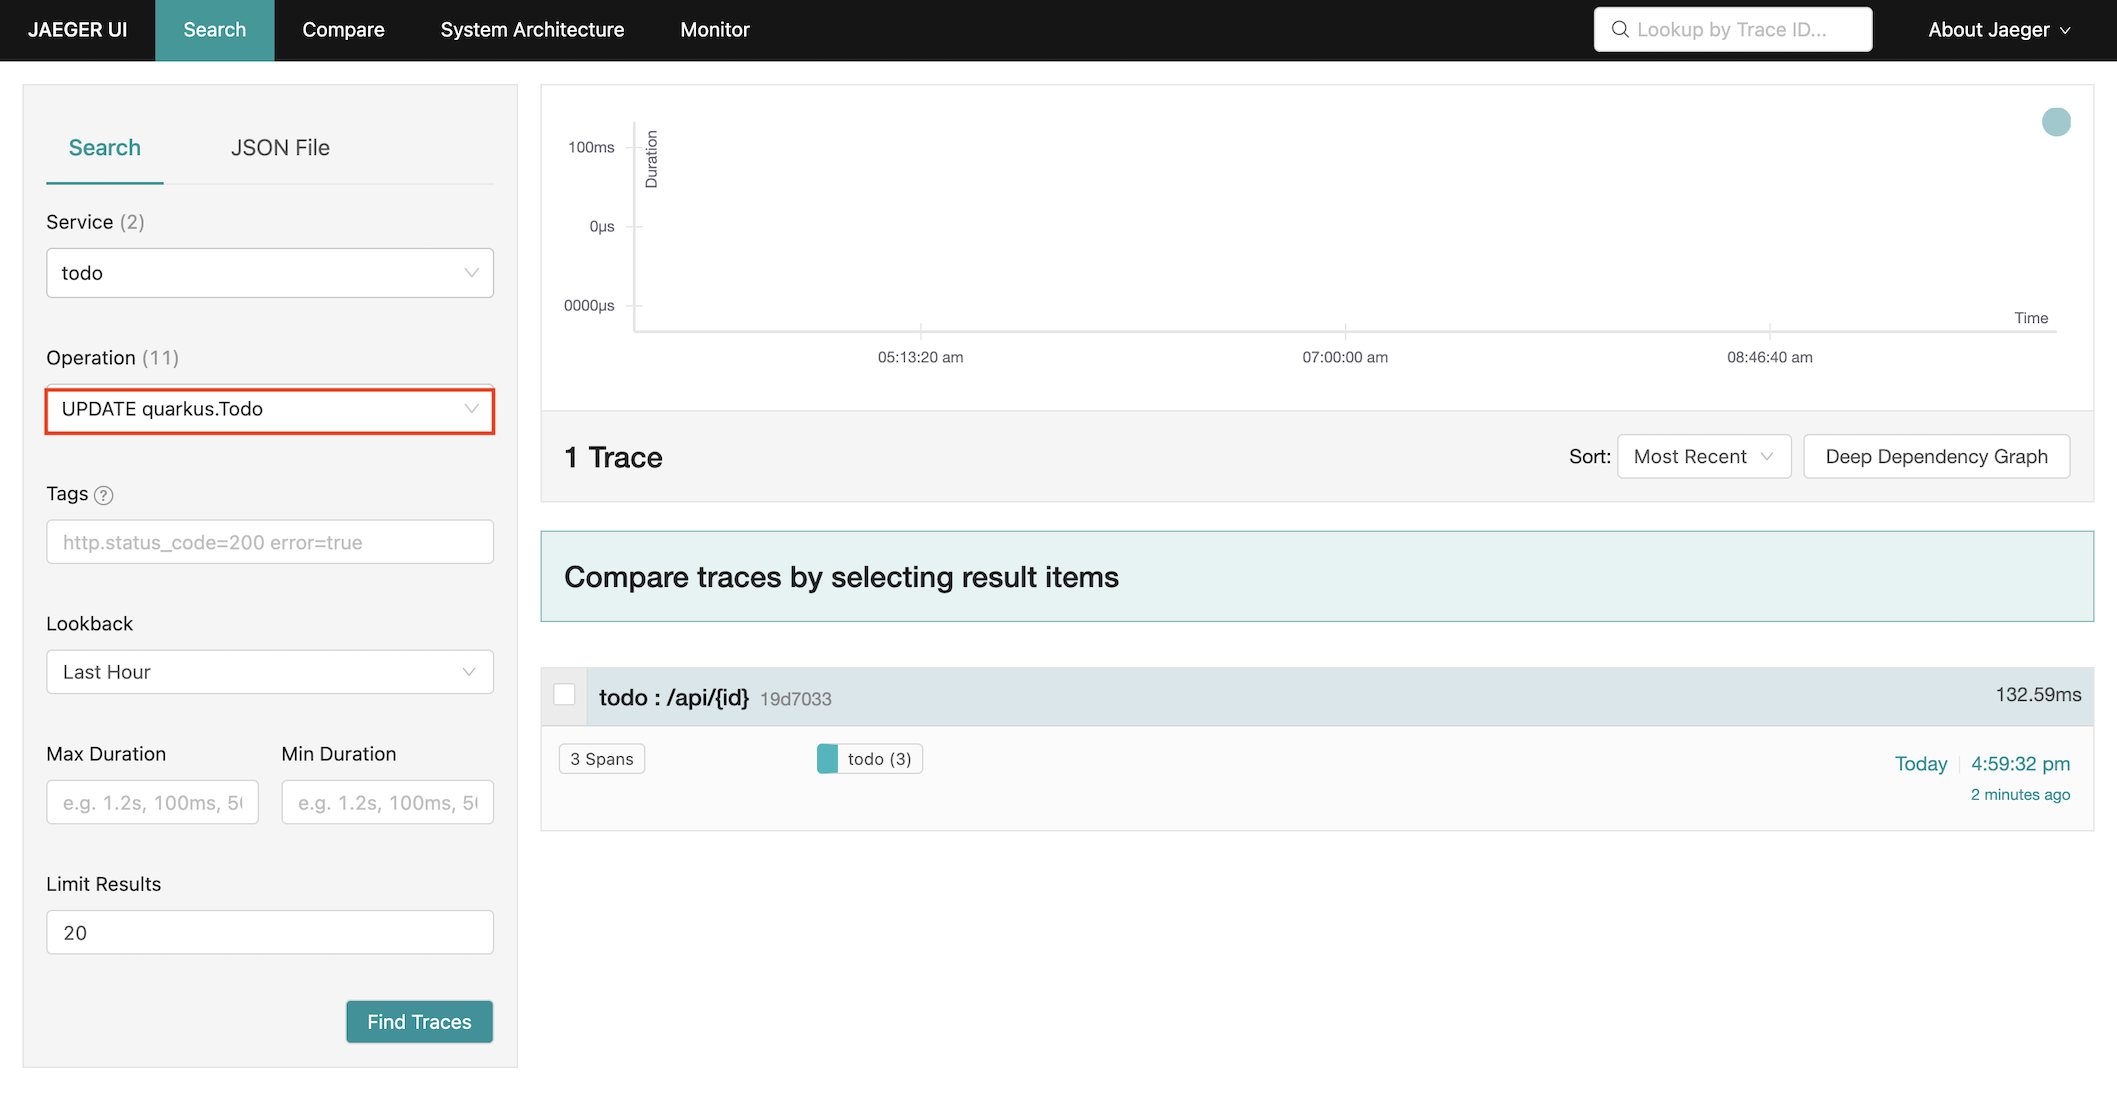 JAEGER UI Search Compare System Architecture Monitor Lookup by Trace ID... About Jaeger
Search JSON File
Service (2)
todo
Operation (11)
UPDATE quarkus.Todo
Tags ?
http.status_code=200 error=true
Lookback
Last Hour
Max Duration Min Duration
e.g. 1.2s, 100ms, 50 e.g. 1.2s, 100ms, 50
Limit Results
20
Find Traces
Duration
100ms
0μs
0000μs
Time
05:13:20 am 07:00:00 am 08:46:40 am
1 Trace Sort: Most Recent Deep Dependency Graph
Compare traces by selecting result items
todo : /api/{id} 19d7033 132.59ms
3 Spans todo (3) Today 4:59:32 pm
2 minutes ago